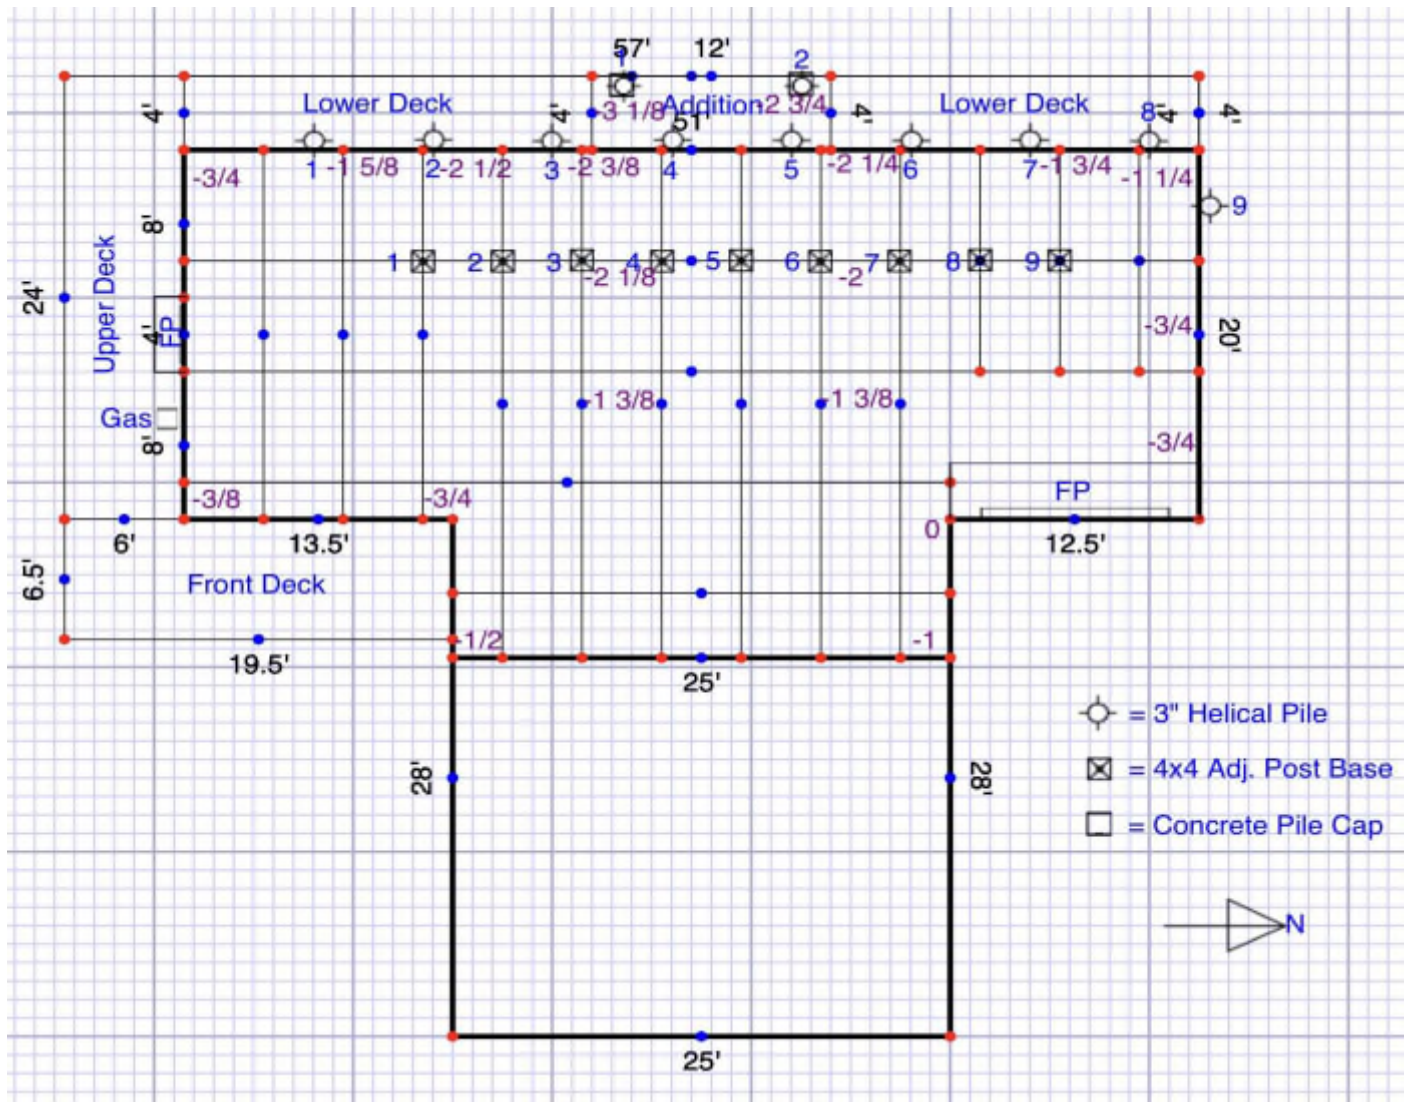 57' 12'
1 2
Lower Deck -3 1/8 Addition -2 3/4 Lower Deck
4' 4' 51' 4' 8' 4' 4'
-3/4 1 -1 5/8 2 -2 1/2 3 -2 3/8 4 5 -2 1/4 6 7 -1 3/4 -1 1/4
9
8'
Upper Deck
1 2 3 4 5 6 7 8 9
-2 1/8 -2
24'
4' FP -3/4 20'
Gas -1 3/8 -1 3/8
8' -3/4
-3/8 -3/4 FP
0
6' 13.5' 12.5'
6.5' Front Deck
-1/2 -1
19.5' 25'
= 3" Helical Pile
28' 28' = 4x4 Adj. Post Base
= Concrete Pile Cap
N
25'